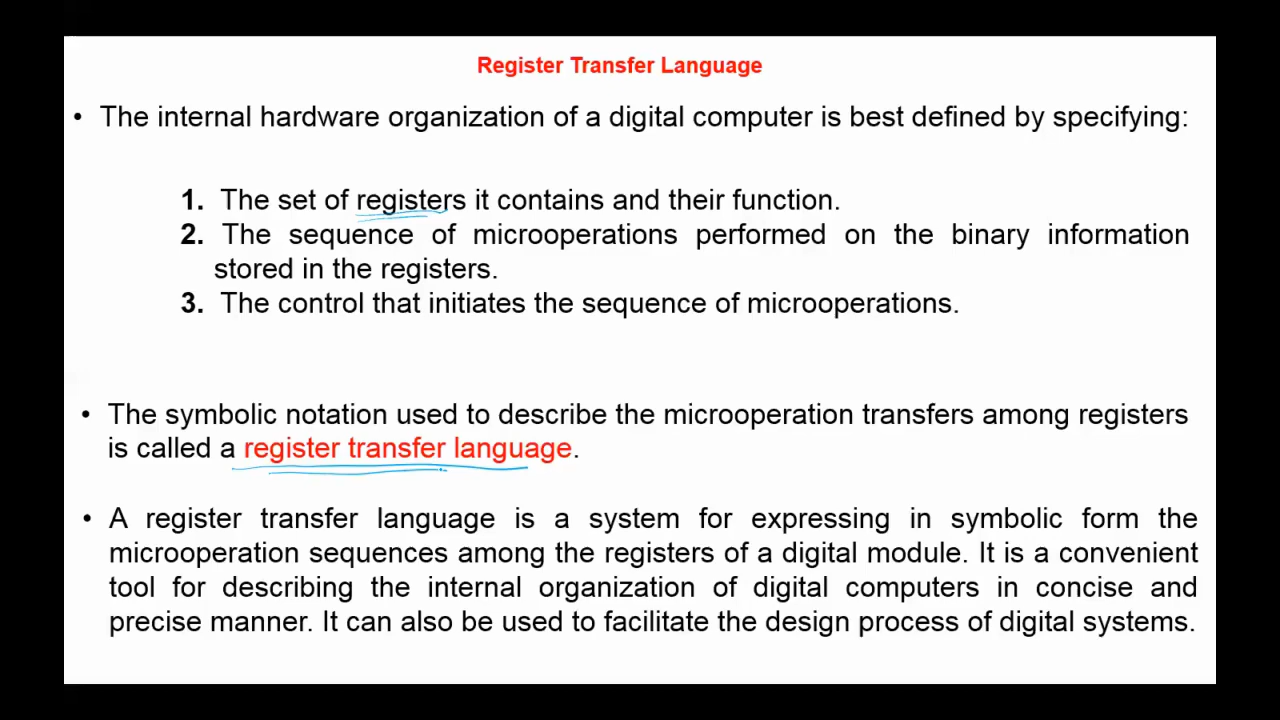 Register Transfer Language
• The internal hardware organization of a digital computer is best defined by specifying:
1. The set of registers it contains and their function.
2. The sequence of microoperations performed on the binary information
stored in the registers.
3. The control that initiates the sequence of microoperations.
• The symbolic notation used to describe the microoperation transfers among registers
is called a register transfer language.
• A register transfer language is a system for expressing in symbolic form the
microoperation sequences among the registers of a digital module. It is a convenient
tool for describing the internal organization of digital computers in concise and
precise manner. It can also be used to facilitate the design process of digital systems.